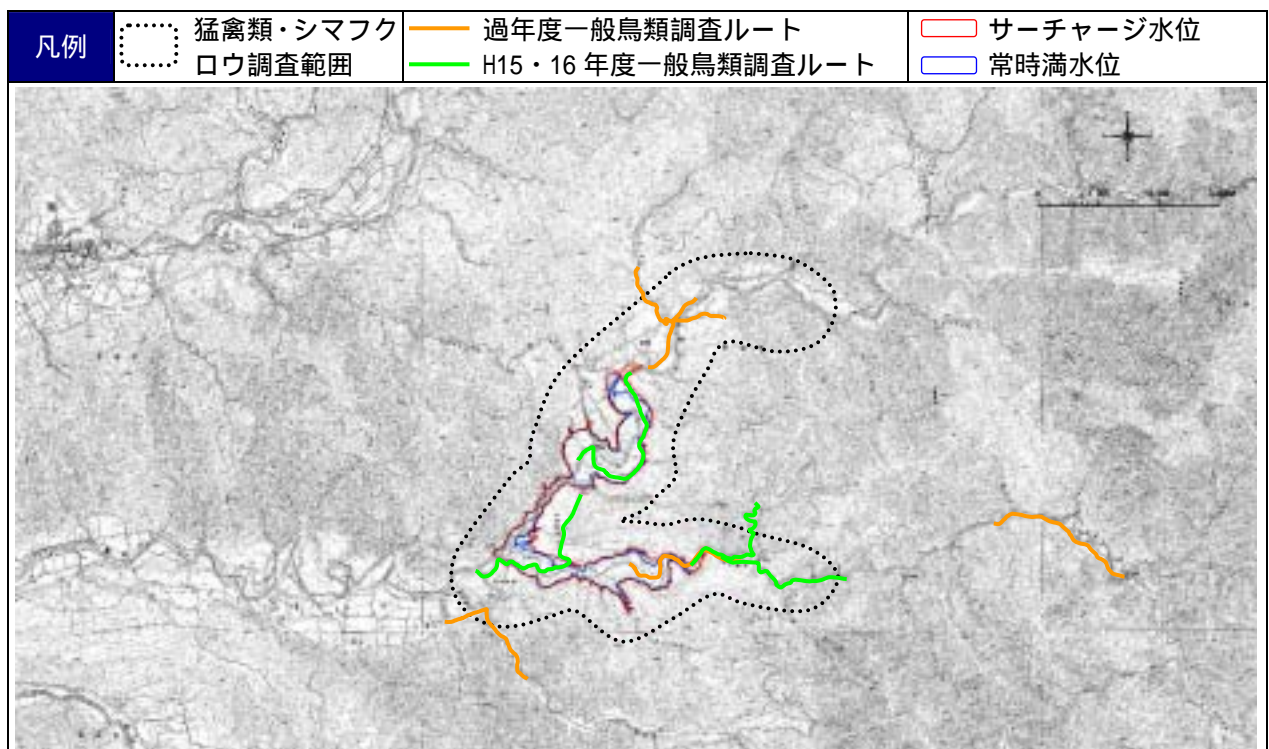 凡例
猛禽類・シマフク
ロウ調査範囲
過年度一般鳥類調査ルート
H15・16年度一般鳥類調査ルート
サーチャージ水位
常時満水位